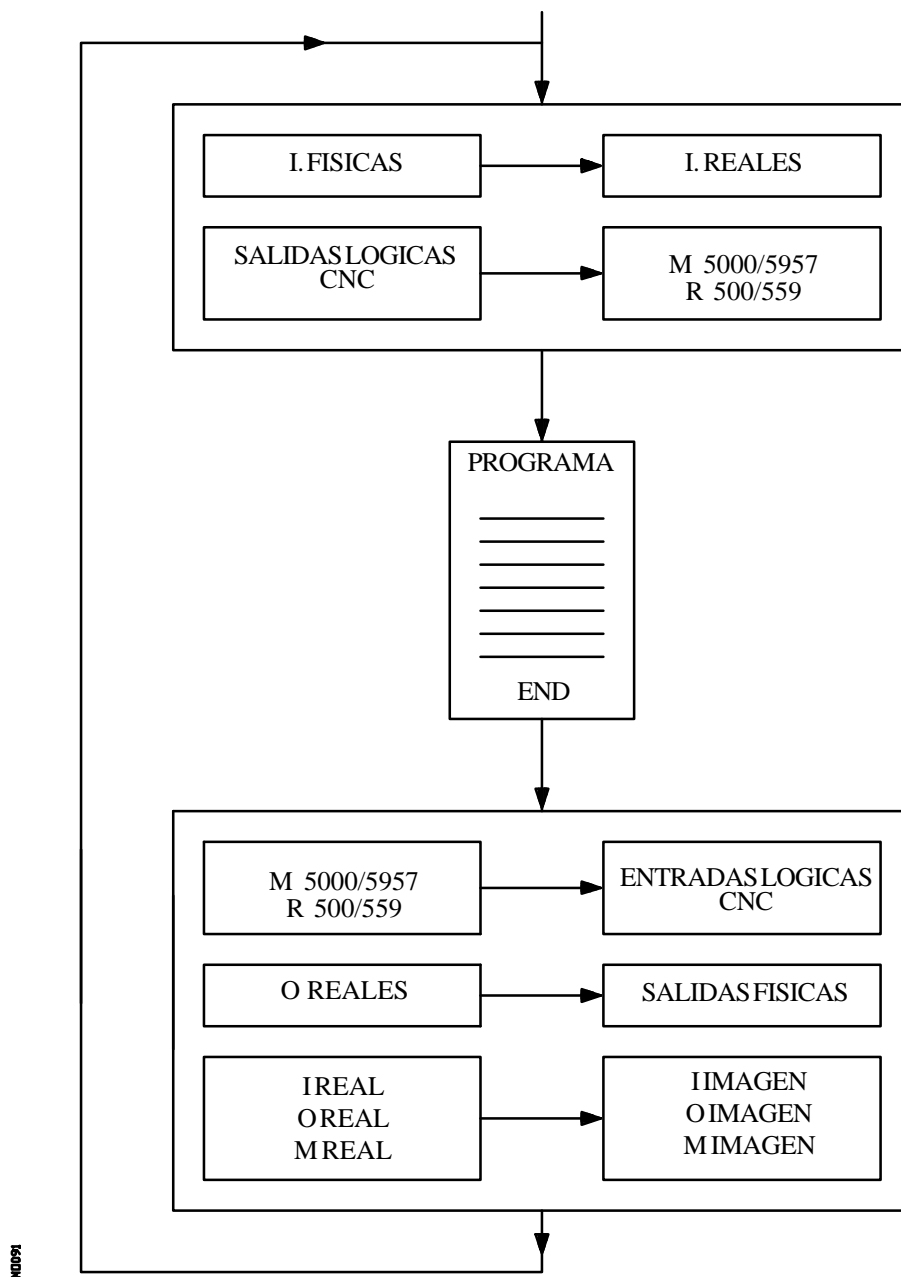 I. FISICAS
I. REALES
SALIDAS LOGICAS
CNC
M 5000/5957
R 500/559
PROGRAMA
END
M 5000/5957
R 500/559
ENTRADAS LOGICAS
CNC
O REALES
SALIDAS FISICAS
I REAL
O REAL
M REAL
I IMAGEN
O IMAGEN
M IMAGEN